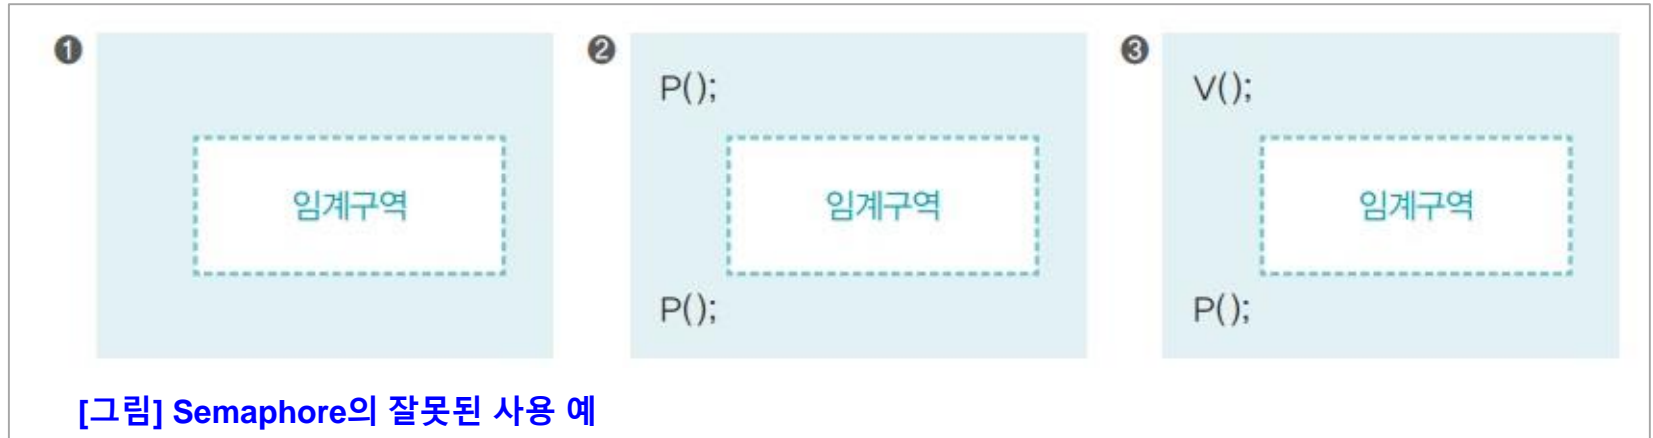 ❶ ❷ ❸
P(); V();
임계구역 임계구역 임계구역
P(); P();
[그림] Semaphore의 잘못된 사용 예